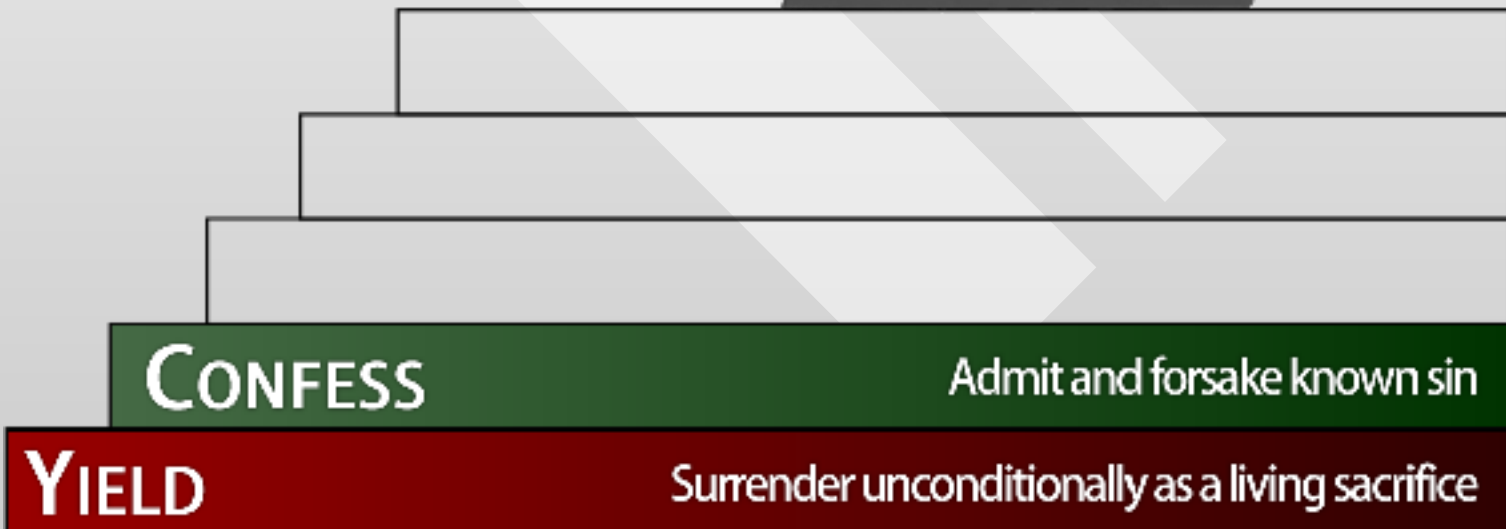 CONFESS Admit and forsake known sin
YIELD Surrender unconditionally as a living sacrifice